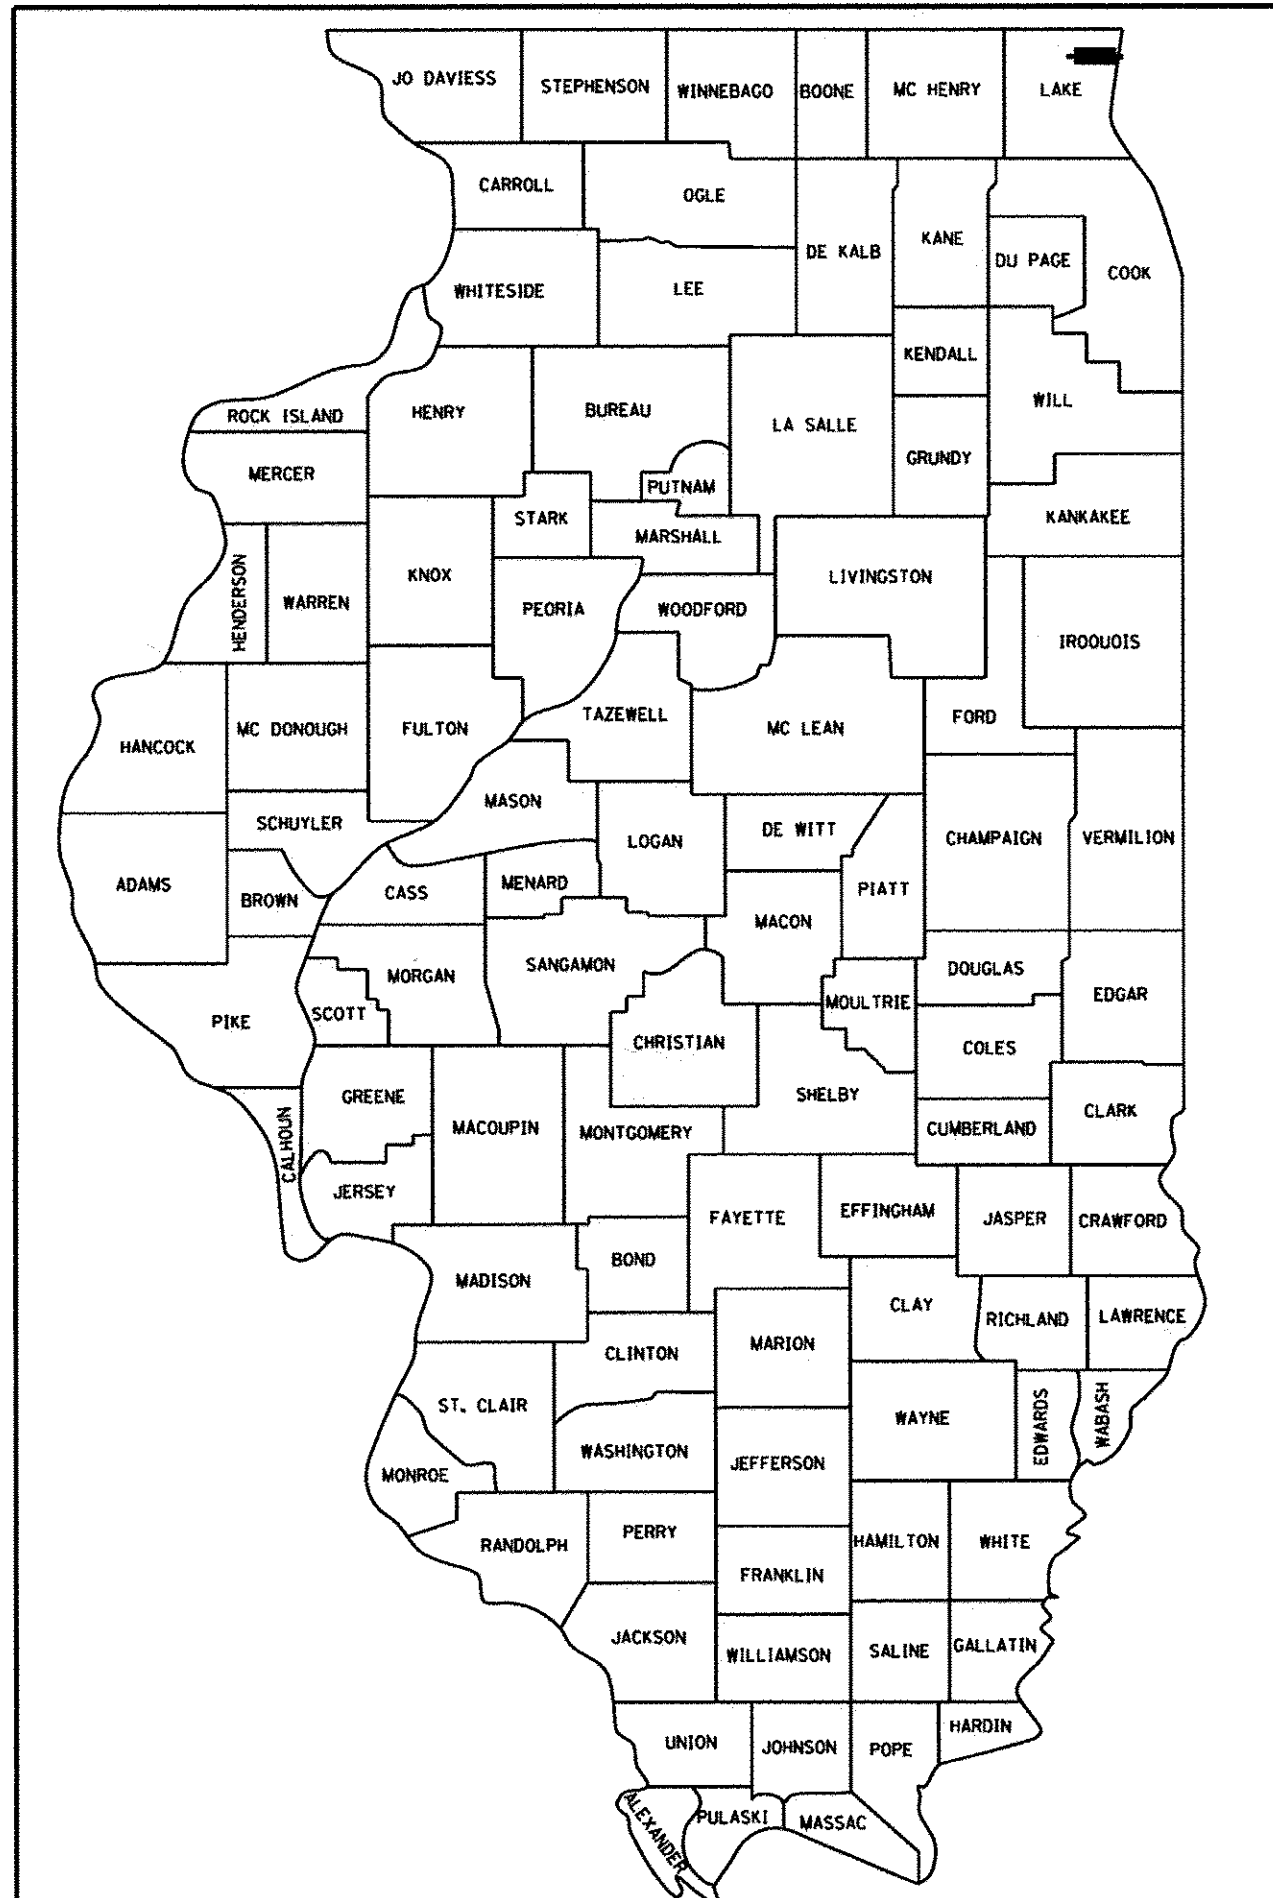 JO DAVIESS
STEPHENSON
WINNEBAGO
BOONE
MC HENRY
LAKE
CARROLL
OGLE
DE KALB
KANE
DU PAGE
COOK
WHITESIDE
LEE
KENDALL
ROCK ISLAND
HENRY
BUREAU
LA SALLE
WILL
MERCER
PUTNAM
GRUNDY
STARK
MARSHALL
KANKAKEE
HENDERSON
WARREN
KNOX
PEORIA
WOODFORD
LIVINGSTON
IROQUOIS
HANCOCK
MC DONOUGH
FULTON
TAZEWELL
MC LEAN
FORD
SCHUYLER
MASON
LOGAN
DE WITT
CHAMPAIGN
VERMILION
ADAMS
BROWN
CASS
MENARD
MACON
PIATT
PIKE
SCOTT
MORGAN
SANGAMON
CHRISTIAN
MOULTRIE
DOUGLAS
EDGAR
COLES
CALHOUN
GREENE
MACOUPIN
MONTGOMERY
SHELBY
CUMBERLAND
CLARK
JERSEY
FAYETTE
EFFINGHAM
JASPER
CRAWFORD
MADISON
BOND
CLAY
RICHLAND
LAWRENCE
CLINTON
MARION
ST. CLAIR
WAYNE
EDWARDS
WABASH
MONROE
WASHINGTON
JEFFERSON
RANDOLPH
PERRY
FRANKLIN
HAMILTON
WHITE
JACKSON
WILLIAMSON
SALINE
GALLATIN
UNION
JOHNSON
POPE
HARDIN
ALEXANDER
PULASKI
MASSAC